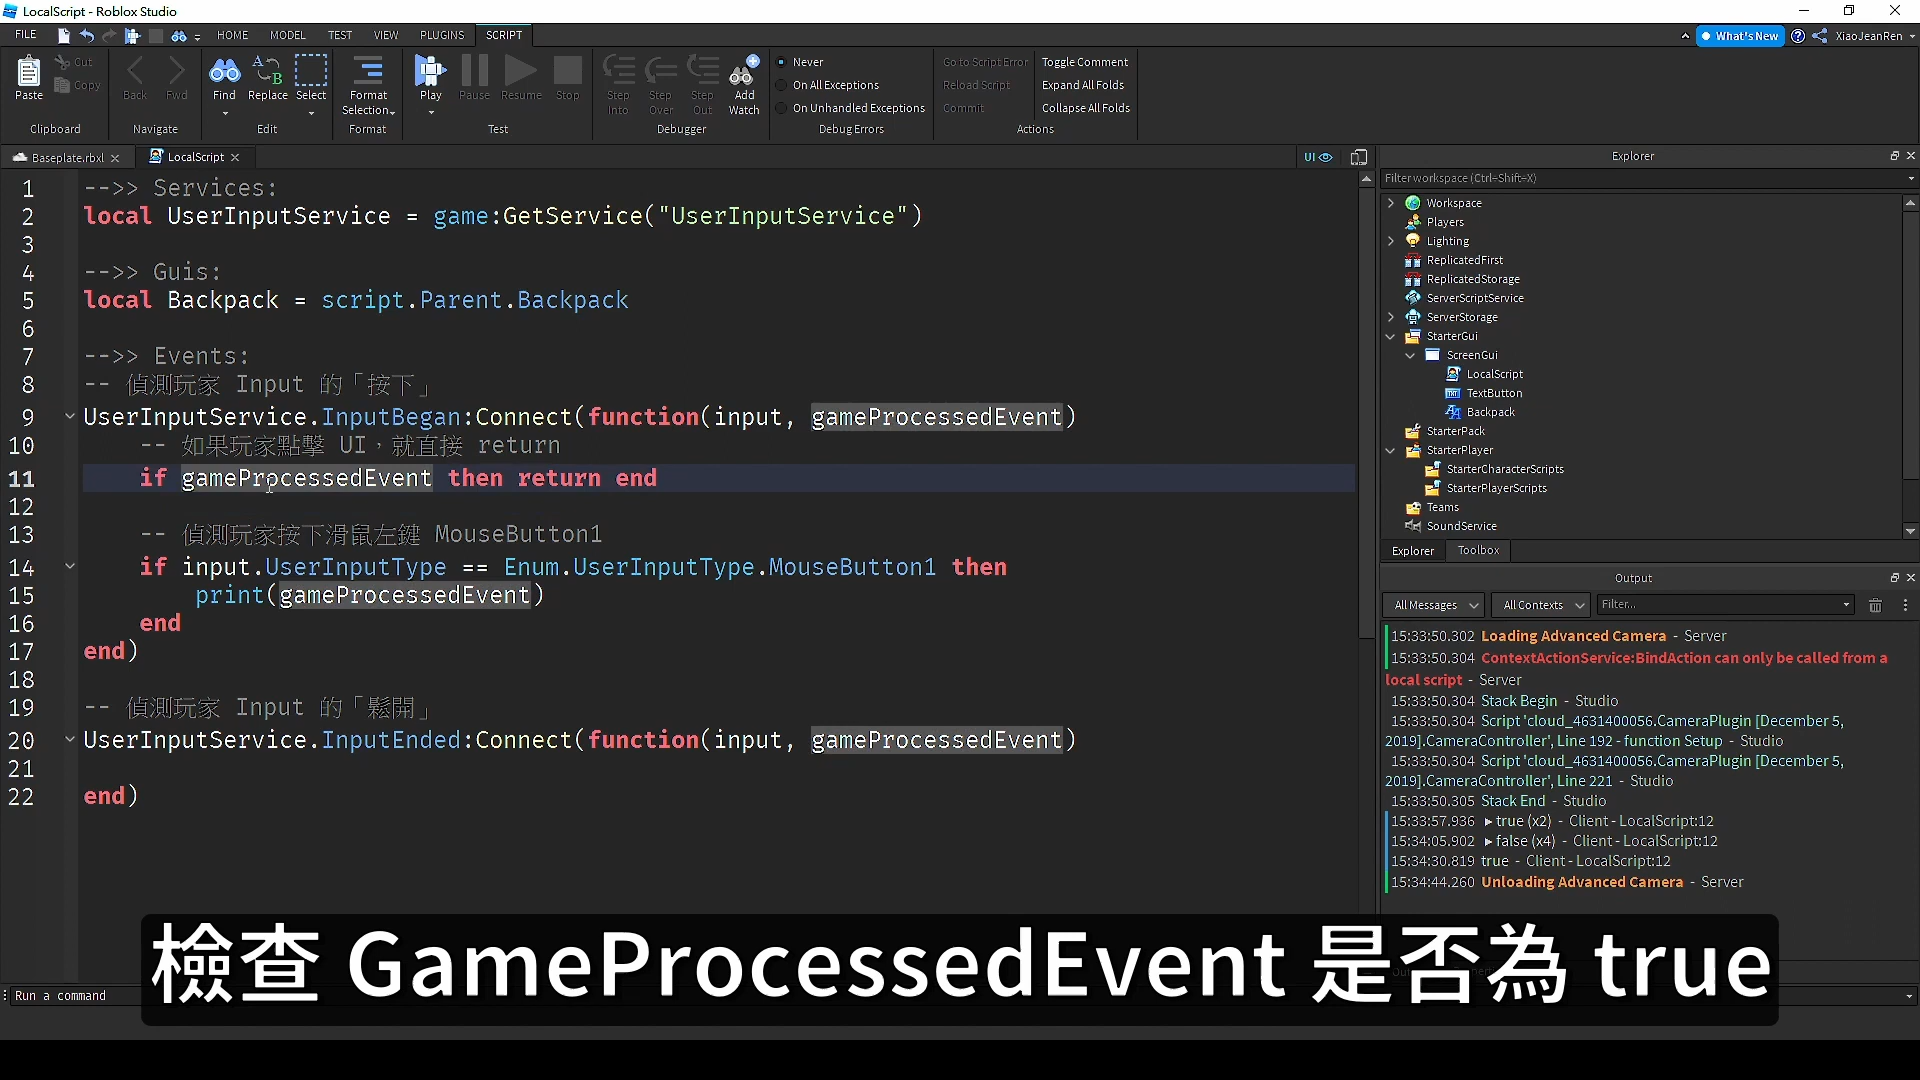 LocalScript - Roblox Studio
FILE HOME MODEL TEST VIEW PLUGINS SCRIPT What's New XiaoJeanRen
Paste Cut Copy Back Fwd Find Replace Select Format Selection Play Pause Resume Stop Step Into Step Over Step Out Add Watch
Never
On All Exceptions
On Unhandled Exceptions
Go to Script Error
Reload Script
Commit
Toggle Comment
Expand All Folds
Collapse All Folds
Clipboard Navigate Edit Format Test Debugger Debug Errors Actions
Baseplate.rbxl LocalScript UI
1 -->> Services:
2 local UserInputService = game:GetService("UserInputService")
3
4 -->> Guis:
5 local Backpack = script.Parent.Backpack
6
7 -->> Events:
8 -- 偵測玩家 Input 的「按下」
9 UserInputService.InputBegan:Connect(function(input, gameProcessedEvent)
10 -- 如果玩家點擊 UI，就直接 return
11 if gameProcessedEvent then return end
12
13 -- 偵測玩家按下滑鼠左鍵 MouseButton1
14 if input.UserInputType == Enum.UserInputType.MouseButton1 then
15 print(gameProcessedEvent)
16 end
17 end)
18
19 -- 偵測玩家 Input 的「鬆開」
20 UserInputService.InputEnded:Connect(function(input, gameProcessedEvent)
21
22 end)
Explorer
Filter workspace (Ctrl+Shift+X)
Workspace
Players
Lighting
ReplicatedFirst
ReplicatedStorage
ServerScriptService
ServerStorage
StarterGui
ScreenGui
LocalScript
TextButton
Backpack
StarterPack
StarterPlayer
StarterCharacterScripts
StarterPlayerScripts
Teams
SoundService
Explorer Toolbox
Output
All Messages All Contexts Filter...
15:33:50.302 Loading Advanced Camera - Server
15:33:50.304 ContextActionService:BindAction can only be called from a
local script - Server
15:33:50.304 Stack Begin - Studio
15:33:50.304 Script 'cloud_4631400056.CameraPlugin [December 5,
2019].CameraController', Line 192 - function Setup - Studio
15:33:50.304 Script 'cloud_4631400056.CameraPlugin [December 5,
2019].CameraController', Line 221 - Studio
15:33:50.305 Stack End - Studio
15:33:57.936 ▶ true (x2) - Client - LocalScript:12
15:34:05.902 ▶ false (x4) - Client - LocalScript:12
15:34:30.819 true - Client - LocalScript:12
15:34:44.260 Unloading Advanced Camera - Server
檢查 GameProcessedEvent 是否為 true
Run a command